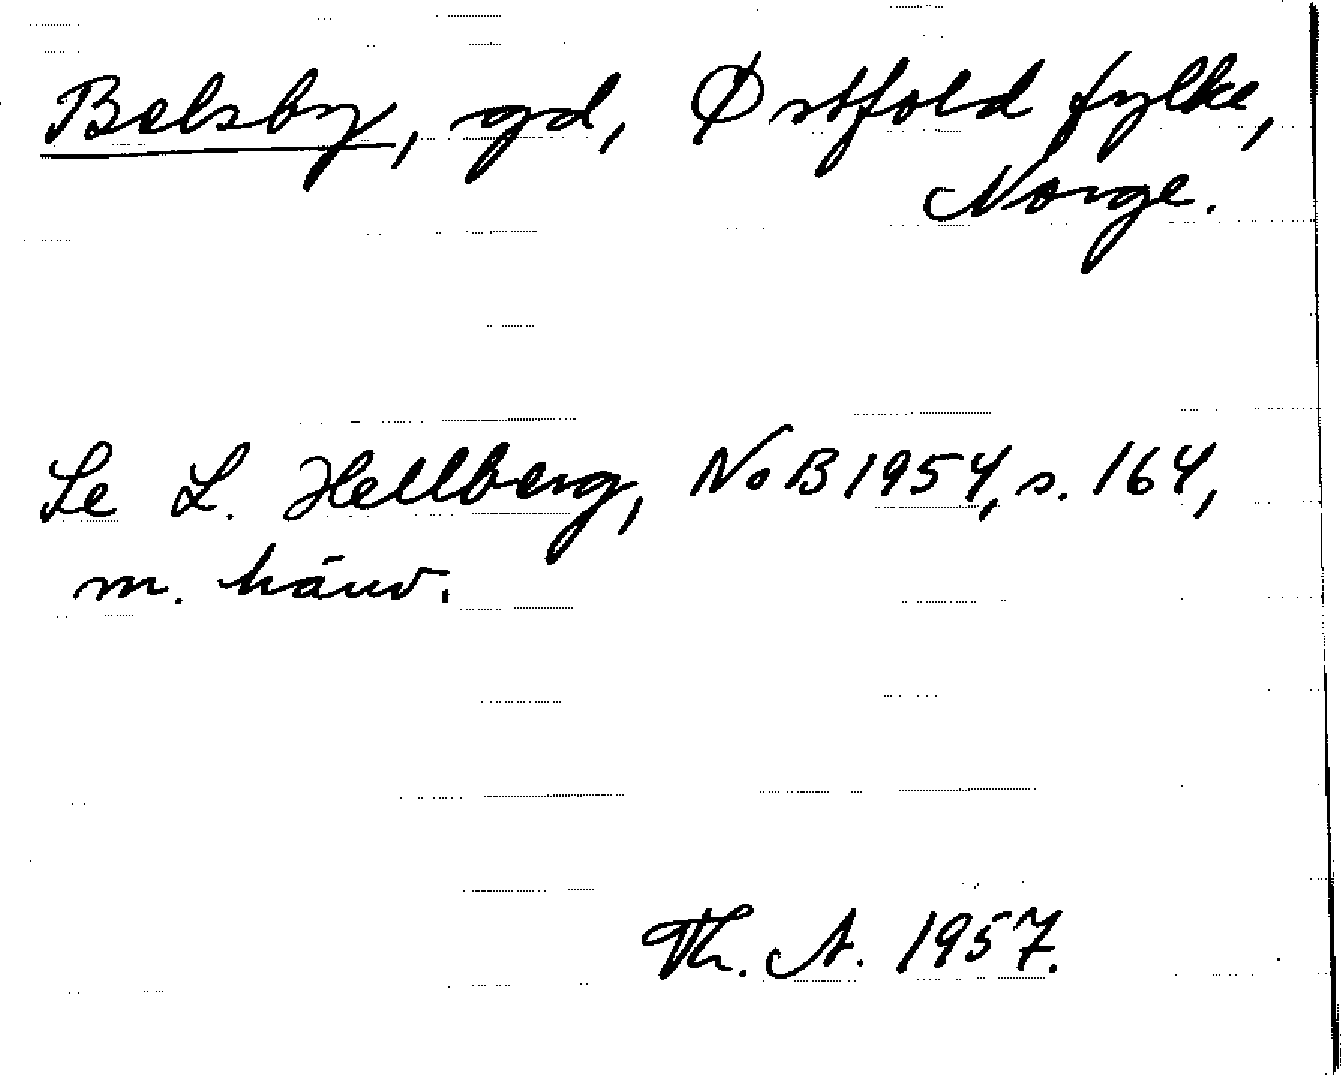 Belsby, gd, Østfold fylke,
Norge.
Se L. Hellberg, NoB 1954, s. 164,
m. hänv.
Th. A. 1957.